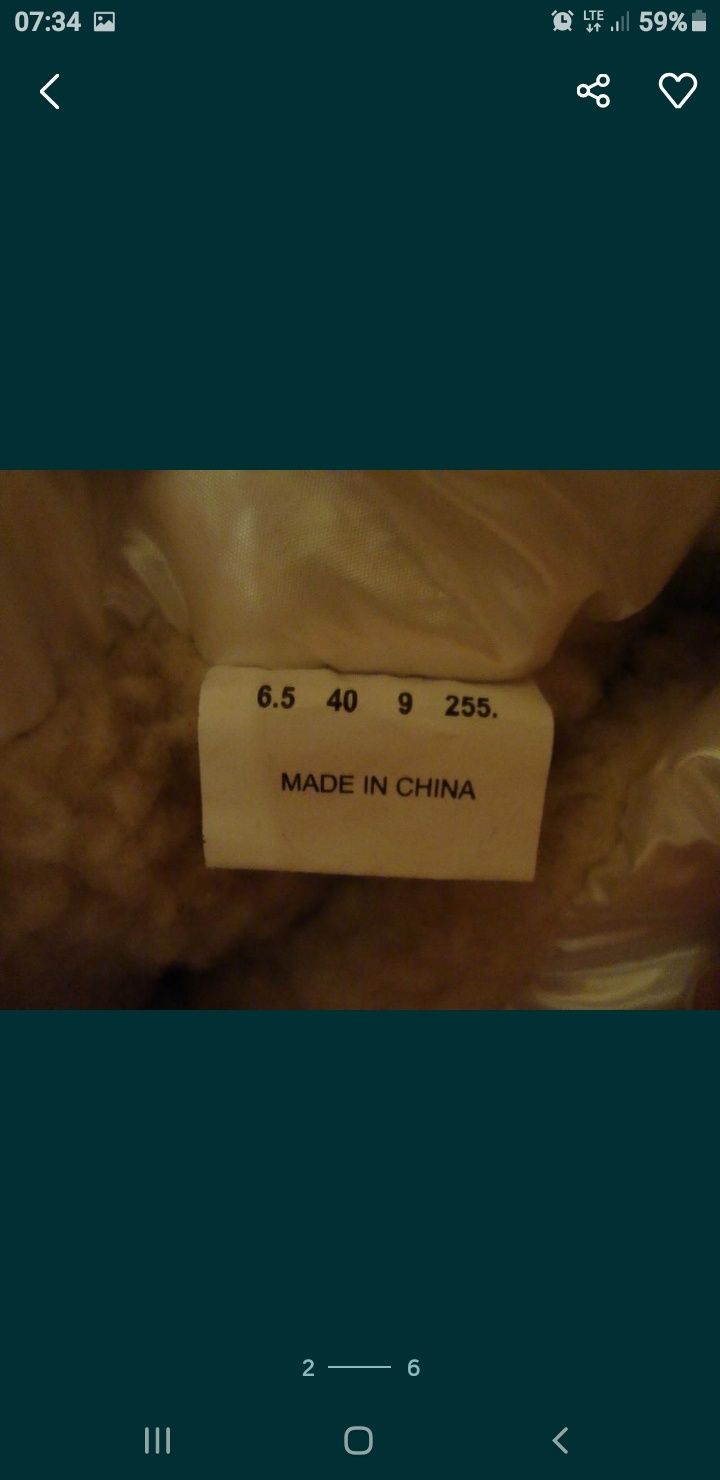 07:34 LTE 59%
6.5 40 9 255.
MADE IN CHINA
2 6